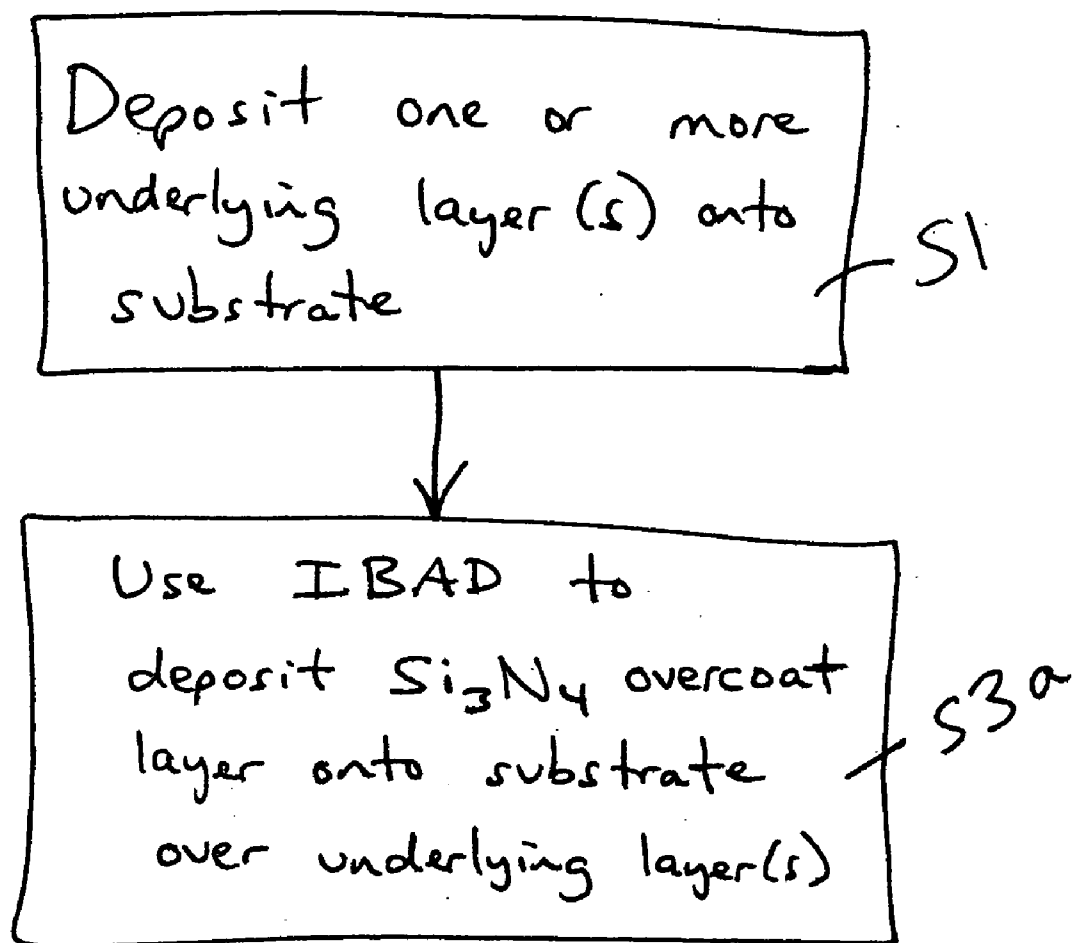 Deposit one or more
underlying layer(s) onto
substrate
S1
Use IBAD to
deposit Si₃N₄ overcoat
layer onto substrate
over underlying layer(s)
S3a